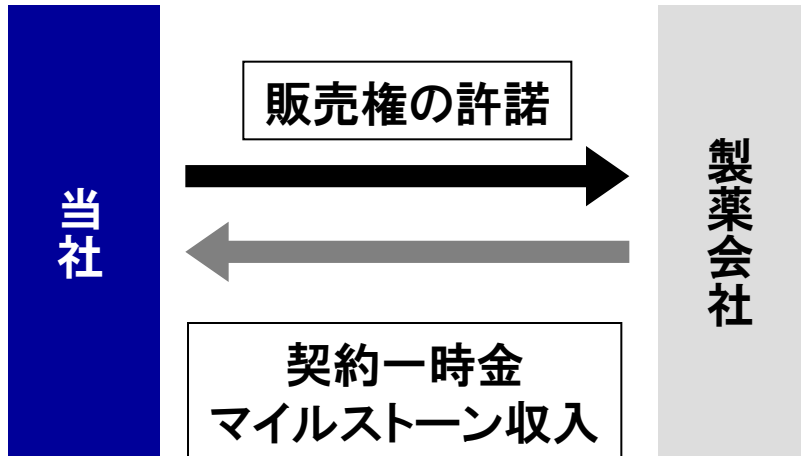 当社
販売権の許諾
契約一時金
マイルストーン収入
製薬会社